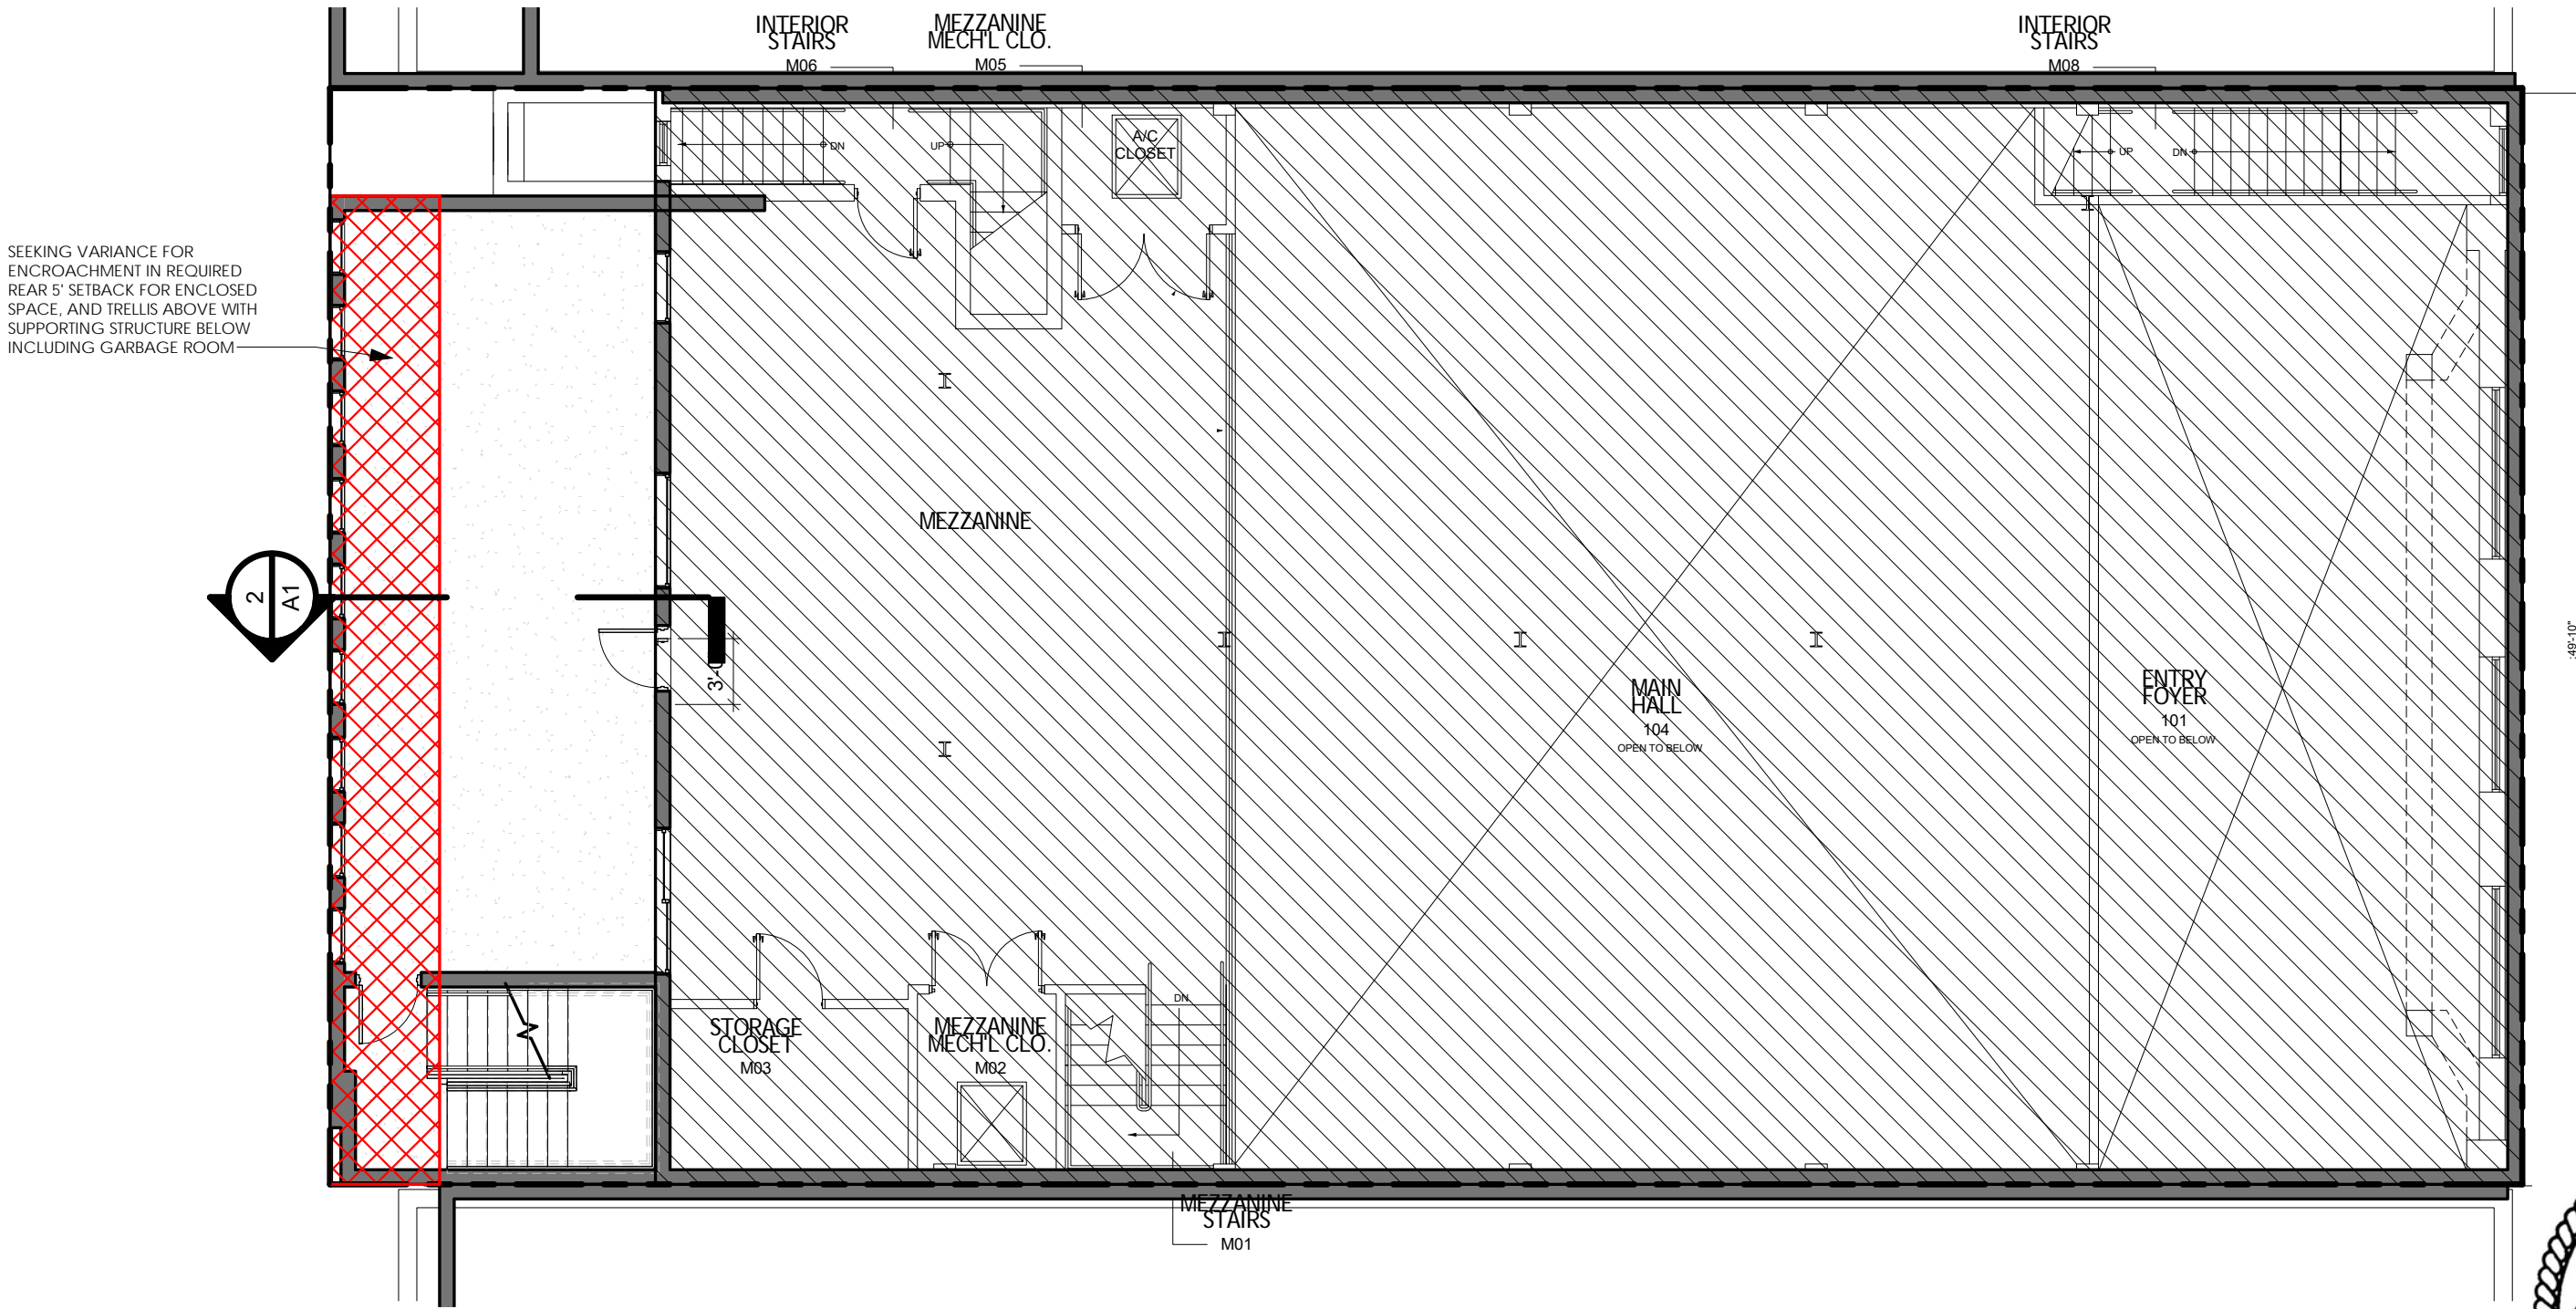 INTERIOR
STAIRS
M06
MEZZANINE
MECH'L CLO.
M05
INTERIOR
STAIRS
M08
A/C
CLOSET
DN
UP
UP
DN
SEEKING VARIANCE FOR
ENCROACHMENT IN REQUIRED
REAR 5' SETBACK FOR ENCLOSED
SPACE, AND TRELLIS ABOVE WITH
SUPPORTING STRUCTURE BELOW
INCLUDING GARBAGE ROOM
MEZZANINE
2
A1
MAIN
HALL
104
OPEN TO BELOW
ENTRY
FOYER
101
OPEN TO BELOW
STORAGE
CLOSET
M03
MEZZANINE
MECH'L CLO.
M02
DN
MEZZANINE
STAIRS
M01